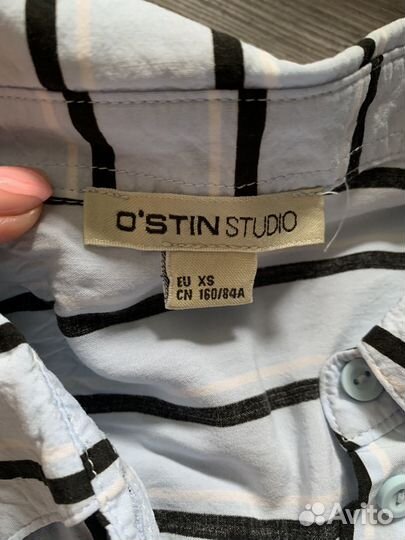 O'STIN STUDIO
EU XS
CN 160/84A
Avito